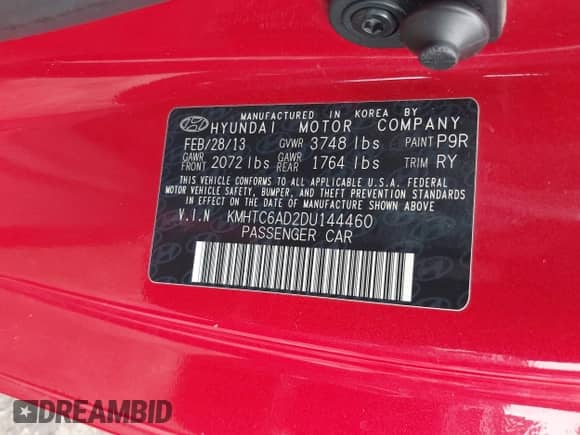 MANUFACTURED IN KOREA BY
HYUNDAI MOTOR COMPANY
FEB/28/13 GVWR 3748 lbs PAINT P9R
GAWR FRONT 2072 lbs GAWR REAR 1764 lbs TRIM RY
THIS VEHICLE CONFORMS TO ALL APPLICABLE U.S.A. FEDERAL
MOTOR VEHICLE SAFETY, BUMPER, AND THEFT PREVENTION STANDARDS
IN EFFECT ON THE DATE OF MANUFACTURE SHOWN ABOVE.
V.I.N KMHTC6AD2DU144460
PASSENGER CAR
DREAMBID